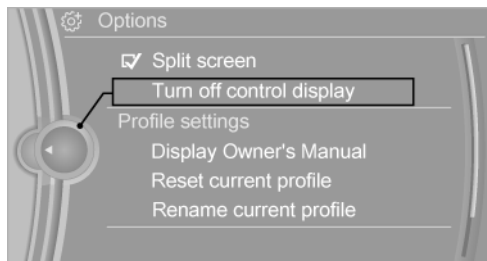 Options
Split screen
Turn off control display
Profile settings
Display Owner's Manual
Reset current profile
Rename current profile